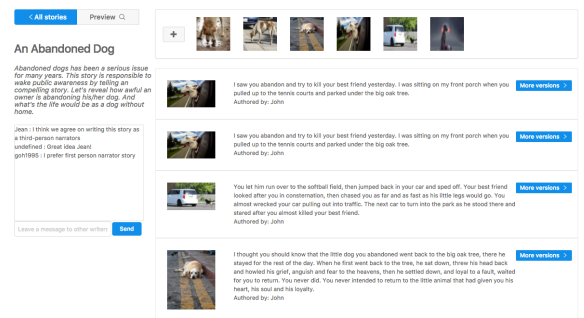 < All stories
Preview
An Abandoned Dog
Abandoned dogs has been a serious issue
for many years. This story is responsible to
wake public awareness by telling an
compelling story. Let's reveal how awful an
owner is abandoning his/her dog. And
what's the life would be as a dog without
home.
Jean : I think we agree on writing this story as
a third-person narrators
undefined : Great idea Jean!
goh1995 : I prefer first person narrator story
Leave a message to other writers
Send
+
I saw you abandon and try to kill your best friend yesterday. I was sitting on my front porch when you
pulled up to the tennis courts and parked under the big oak tree.
Authored by: John
More versions >
I saw you abandon and try to kill your best friend yesterday. I was sitting on my front porch when you
pulled up to the tennis courts and parked under the big oak tree.
Authored by: John
More versions >
You let him run over to the softball field, then jumped back in your car and sped off. Your best friend
looked after you in consternation, then chased you as far and as fast as his little legs would go. You
almost wrecked your car pulling out into traffic. The next car to turn into the park as he stood there and
stared after you almost killed your best friend.
Authored by: John
More versions >
I thought you should know that the little dog you abandoned went back to the big oak tree, there he
stayed for the rest of the day. When he first went back to the tree, he sat down, threw his head back
and howled his grief, anguish and fear to the heavens, then he settled down, and loyal to a fault, waited
for you to return. You never did. You never intended to return to the little animal that had given you his
heart, his soul and his loyalty.
Authored by: John
More versions >